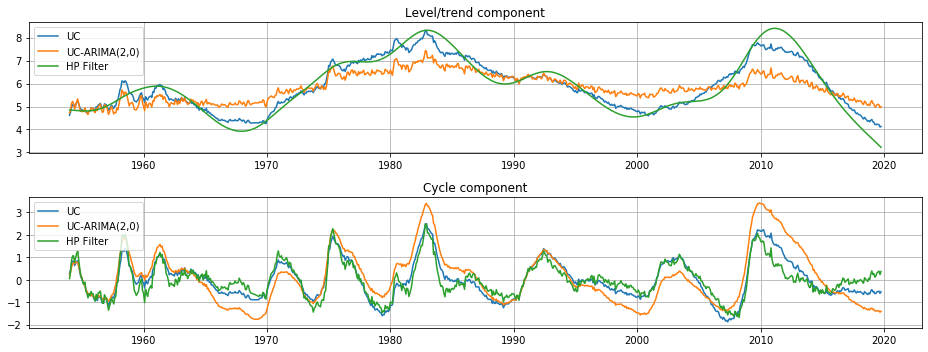 Level/trend component
UC
UC-ARIMA(2,0)
HP Filter
8
7
6
5
4
3
1960 1970 1980 1990 2000 2010 2020
Cycle component
UC
UC-ARIMA(2,0)
HP Filter
3
2
1
0
−1
−2
1960 1970 1980 1990 2000 2010 2020